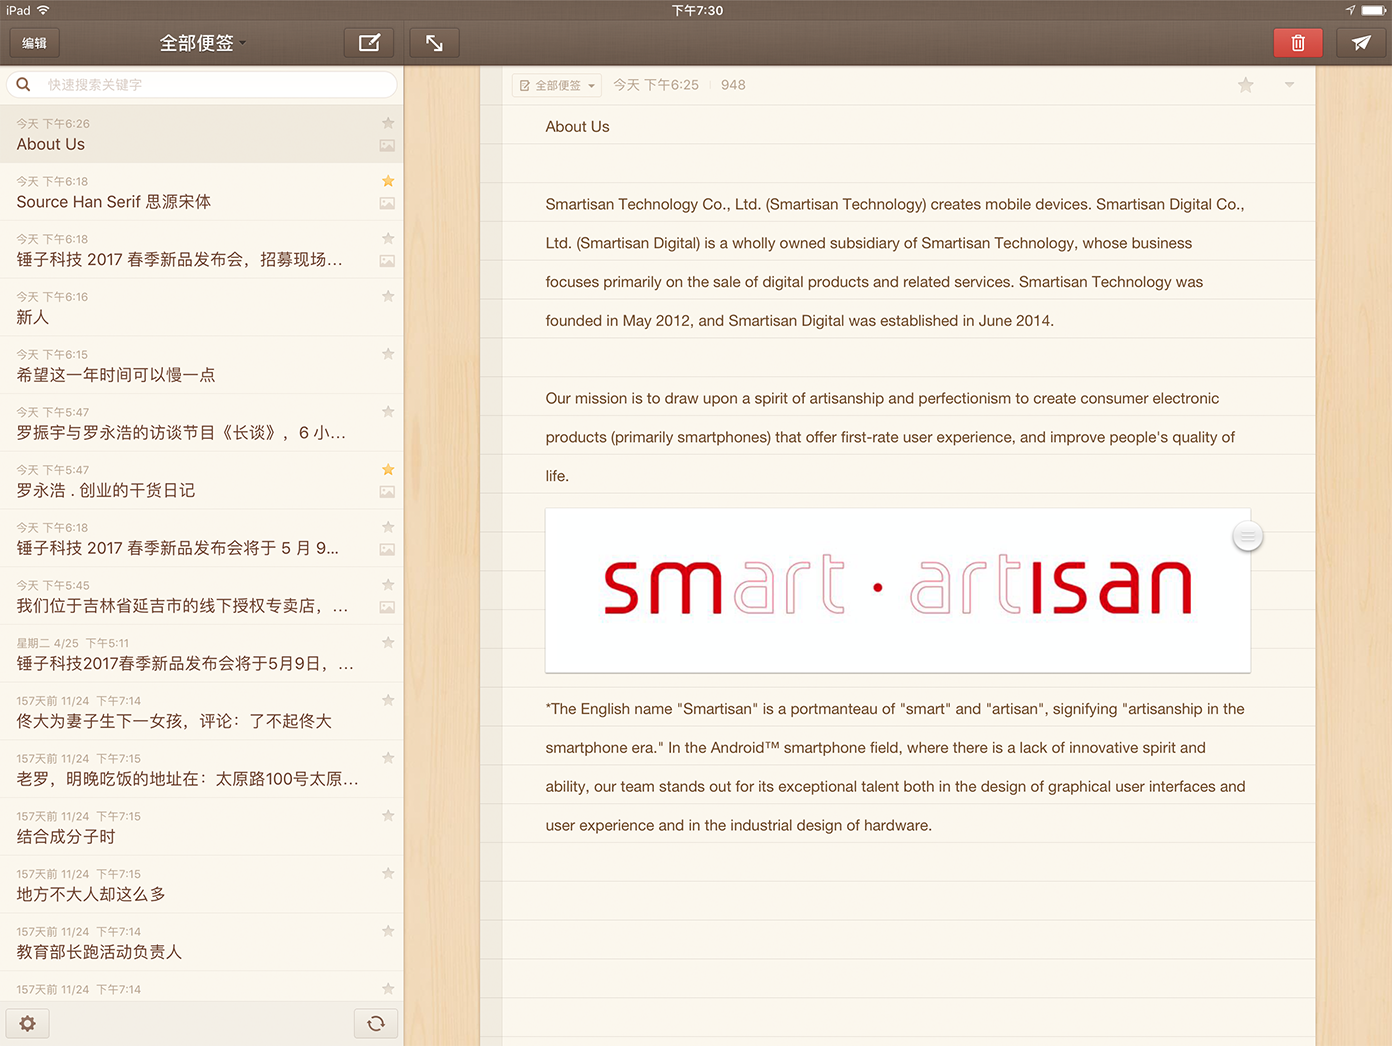 iPad
下午7:30
编辑
全部便签
快速搜索关键字
今天 下午6:26
About Us
今天 下午6:18
Source Han Serif 思源宋体
今天 下午6:18
锤子科技 2017 春季新品发布会，招募现场…
今天 下午6:16
新人
今天 下午6:15
希望这一年时间可以慢一点
今天 下午5:47
罗振宇与罗永浩的访谈节目《长谈》，6 小…
今天 下午5:47
罗永浩 . 创业的干货日记
今天 下午6:18
锤子科技 2017 春季新品发布会将于 5 月 9...
今天 下午5:45
我们位于吉林省延吉市的线下授权专卖店，…
星期二 4/25 下午5:11
锤子科技2017春季新品发布会将于5月9日，…
157天前 11/24 下午7:14
佟大为妻子生下一女孩，评论：了不起佟大
157天前 11/24 下午7:15
老罗，明晚吃饭的地址在：太原路100号太原…
157天前 11/24 下午7:15
结合成分子时
157天前 11/24 下午7:15
地方不大人却这么多
157天前 11/24 下午7:14
教育部长跑活动负责人
157天前 11/24 下午7:14
全部便签 今天 下午6:25 948
About Us
Smartisan Technology Co., Ltd. (Smartisan Technology) creates mobile devices. Smartisan Digital Co.,
Ltd. (Smartisan Digital) is a wholly owned subsidiary of Smartisan Technology, whose business
focuses primarily on the sale of digital products and related services. Smartisan Technology was
founded in May 2012, and Smartisan Digital was established in June 2014.
Our mission is to draw upon a spirit of artisanship and perfectionism to create consumer electronic
products (primarily smartphones) that offer first-rate user experience, and improve people's quality of
life.
smart · artisan
*The English name "Smartisan" is a portmanteau of "smart" and "artisan", signifying "artisanship in the
smartphone era." In the Android™ smartphone field, where there is a lack of innovative spirit and
ability, our team stands out for its exceptional talent both in the design of graphical user interfaces and
user experience and in the industrial design of hardware.